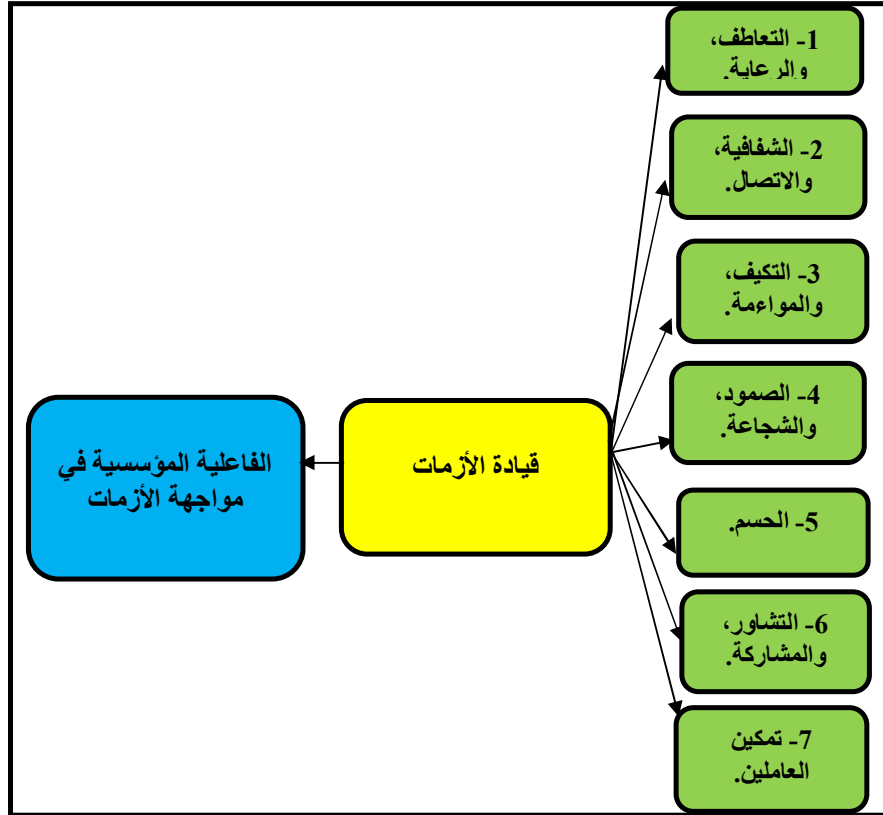 1- التعاطف،
والرعاية.
2- الشفافية،
والاتصال.
3- التكيف،
والمواءمة.
4- الصمود،
والشجاعة.
5- الحسم.
6- التشاور،
والمشاركة.
7- تمكين
العاملين.
قيادة الأزمات
الفاعلية المؤسسية في
مواجهة الأزمات